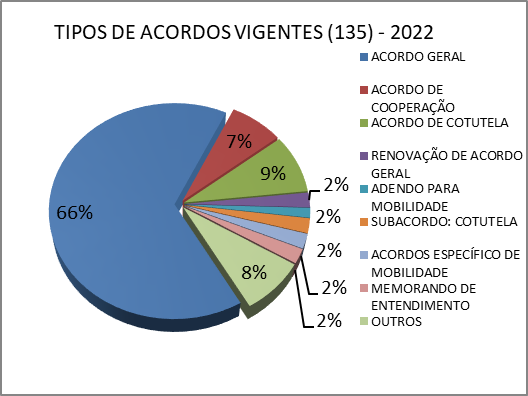 TIPOS DE ACORDOS VIGENTES (135) - 2022
ACORDO GERAL
ACORDO DE
COOPERAÇÃO
ACORDO DE COTUTELA
RENOVAÇÃO DE ACORDO
GERAL
ADENDO PARA
MOBILIDADE
SUBACORDO: COTUTELA
ACORDOS ESPECÍFICO DE
MOBILIDADE
MEMORANDO DE
ENTENDIMENTO
OUTROS
66%
7%
9%
2%
2%
2%
2%
2%
8%